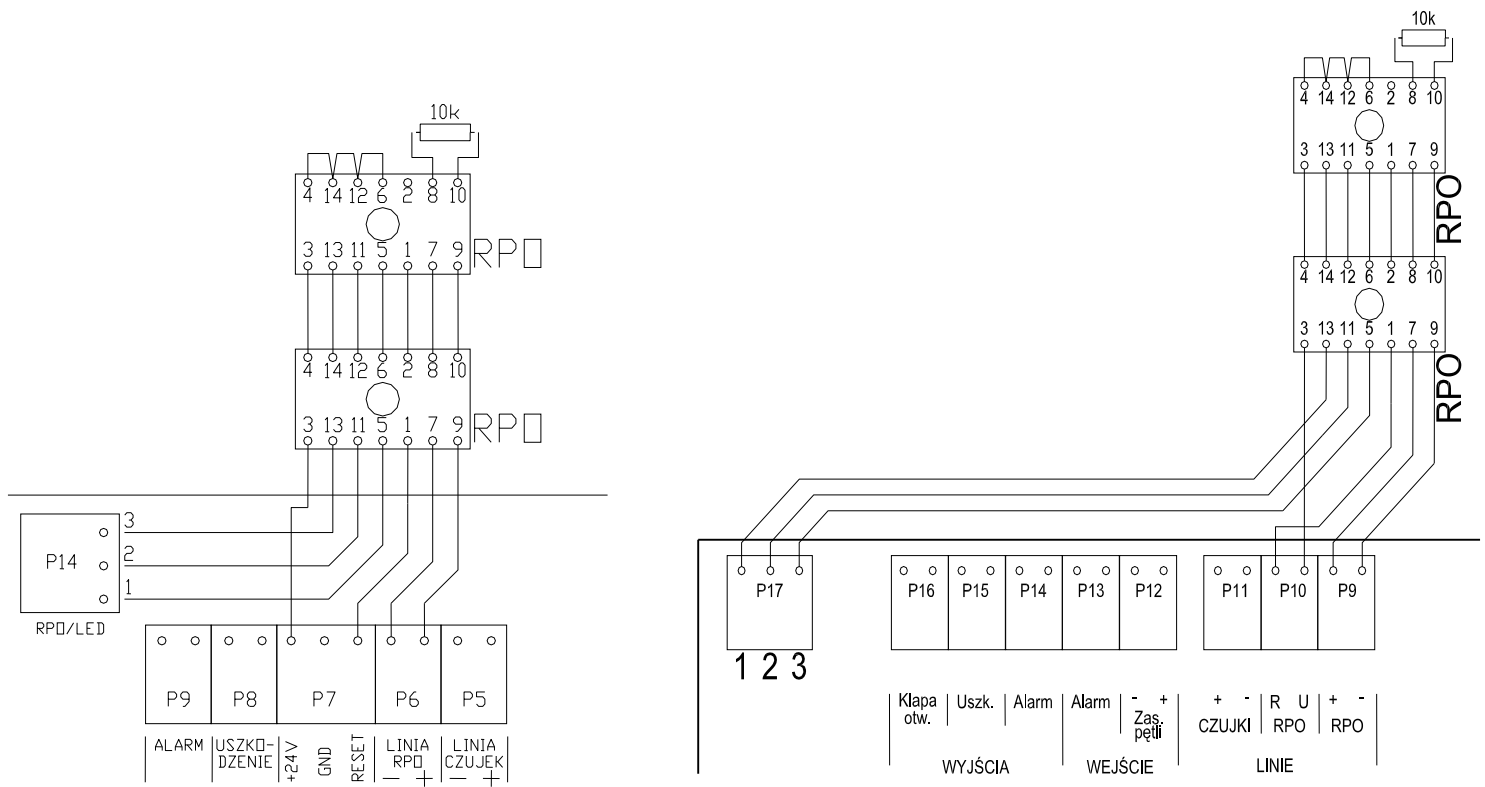 10k
4 14 12 6 2 8 10
3 13 11 5 1 7 9
RPO
4 14 12 6 2 8 10
3 13 11 5 1 7 9
RPO
P14
3
2
1
RPO/LED
P9 P8 P7 P6 P5
ALARM
USZKO-
DZENIE
+24V
GND
RESET
LINIA
RPO
- +
LINIA
CZUJEK
- +
10k
4 14 12 6 2 8 10
3 13 11 5 1 7 9
RPO
4 14 12 6 2 8 10
3 13 11 5 1 7 9
RPO
P17
1 2 3
P16 P15 P14 P13 P12 P11 P10 P9
Klapa
otw.
Uszk.
Alarm
Alarm
- +
Zas.
pętli
+ -
CZUJKI
R U
RPO
+ -
RPO
WYJŚCIA
WEJŚCIE
LINIE